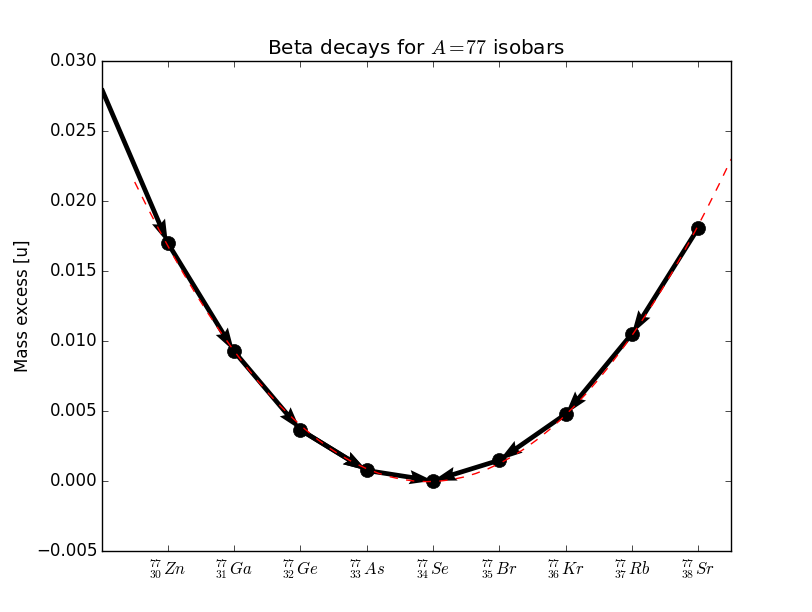 Beta decays for A=77 isobars
Mass excess [u]
0.030
0.025
0.020
0.015
0.010
0.005
0.000
−0.005
⁷⁷₃₀Zn ⁷⁷₃₁Ga ⁷⁷₃₂Ge ⁷⁷₃₃As ⁷⁷₃₄Se ⁷⁷₃₅Br ⁷⁷₃₆Kr ⁷⁷₃₇Rb ⁷⁷₃₈Sr